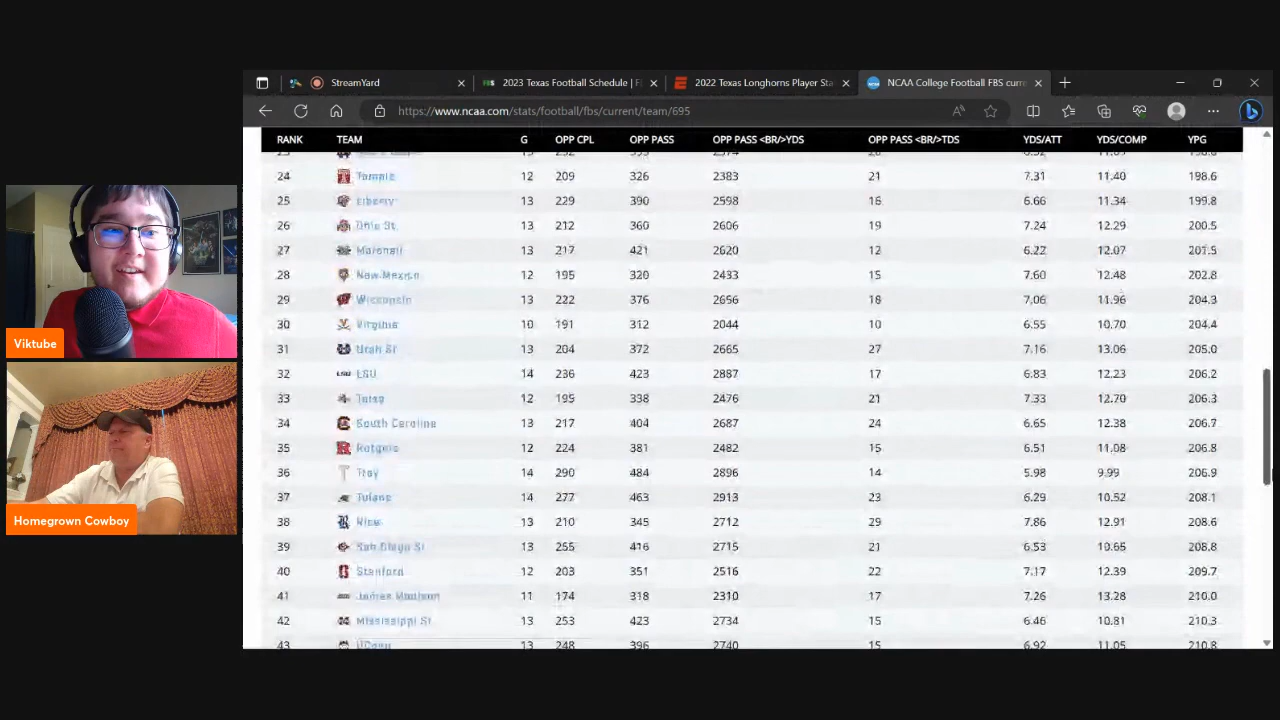 StreamYard
2023 Texas Football Schedule | F
2022 Texas Longhorns Player Sta
NCAA College Football FBS curr
https://www.ncaa.com/stats/football/fbs/current/team/695
RANK TEAM G OPP CPL OPP PASS OPP PASS <BR/>YDS OPP PASS <BR/>TDS YDS/ATT YDS/COMP YPG
24 Temple 12 209 326 2383 21 7.31 11.40 198.6
25 Liberty 13 229 390 2598 16 6.66 11.34 199.8
26 Ohio St. 13 212 360 2606 19 7.24 12.29 200.5
27 Marshall 13 217 421 2620 12 6.22 12.07 201.5
28 New Mexico 12 195 320 2433 15 7.60 12.48 202.8
29 Wisconsin 13 222 376 2656 18 7.06 11.96 204.3
30 Virginia 10 191 312 2044 10 6.55 10.70 204.4
31 Utah St. 13 204 372 2665 27 7.16 13.06 205.0
32 LSU 14 236 423 2887 17 6.83 12.23 206.2
33 Tulsa 12 195 338 2476 21 7.33 12.70 206.3
34 South Carolina 13 217 404 2687 24 6.65 12.38 206.7
35 Rutgers 12 224 381 2482 15 6.51 11.08 206.8
36 Troy 14 290 484 2896 14 5.98 9.99 206.9
37 Tulane 14 277 463 2913 23 6.29 10.52 208.1
38 Rice 13 210 345 2712 29 7.86 12.91 208.6
39 San Diego St. 13 255 416 2715 21 6.53 10.65 208.8
40 Stanford 12 203 351 2516 22 7.17 12.39 209.7
41 James Madison 11 174 318 2310 17 7.26 13.28 210.0
42 Mississippi St. 13 253 423 2734 15 6.46 10.81 210.3
43 UConn 13 248 396 2740 15 6.92 11.05 210.8
Viktube
Homegrown Cowboy